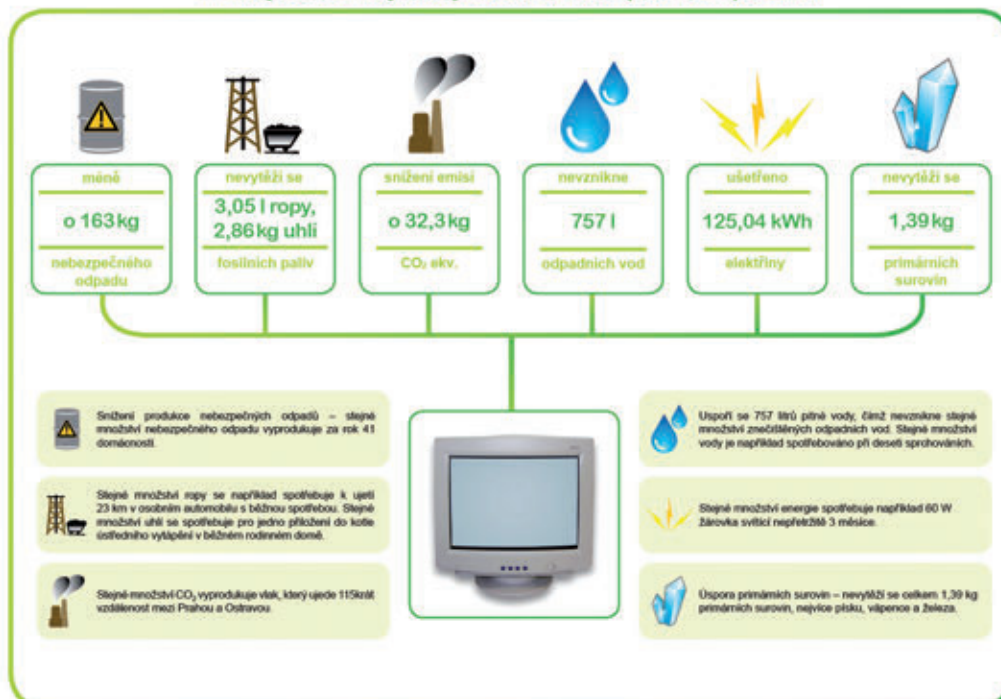 méně
o 163 kg
nebezpečného
odpadu
nevytěží se
3,05 l ropy,
2,86 kg uhlí
fosilních paliv
snížení emisí
o 32,3 kg
CO₂ ekv.
nevznikne
757 l
odpadních vod
ušetřeno
125,04 kWh
elektřiny
nevytěží se
1,39 kg
primárních
surovin
Snížení produkce nebezpečných odpadů – stejné
množství nebezpečného odpadu vyprodukuje za rok 41
domácností.
Stejné množství ropy se například spotřebuje k ujetí
23 km v osobním automobilu s běžnou spotřebou. Stejné
množství uhlí se spotřebuje pro jedno přiložení do kotle
ústředního vytápění v běžném rodinném domě.
Stejné množství CO₂ vyprodukuje vlak, který ujede 115krát
vzdálenost mezi Prahou a Ostravou.
Uspoří se 757 litrů pitné vody, čímž nevznikne stejné
množství znečištěných odpadních vod. Stejné množství
vody je například spotřebováno při deseti sprchováních.
Stejné množství energie spotřebuje například 60 W
žárovka svítící nepřetržitě 3 měsíce.
Úspora primárních surovin – nevytěží se celkem 1,39 kg
primárních surovin, nejvíce písku, vápence a železa.